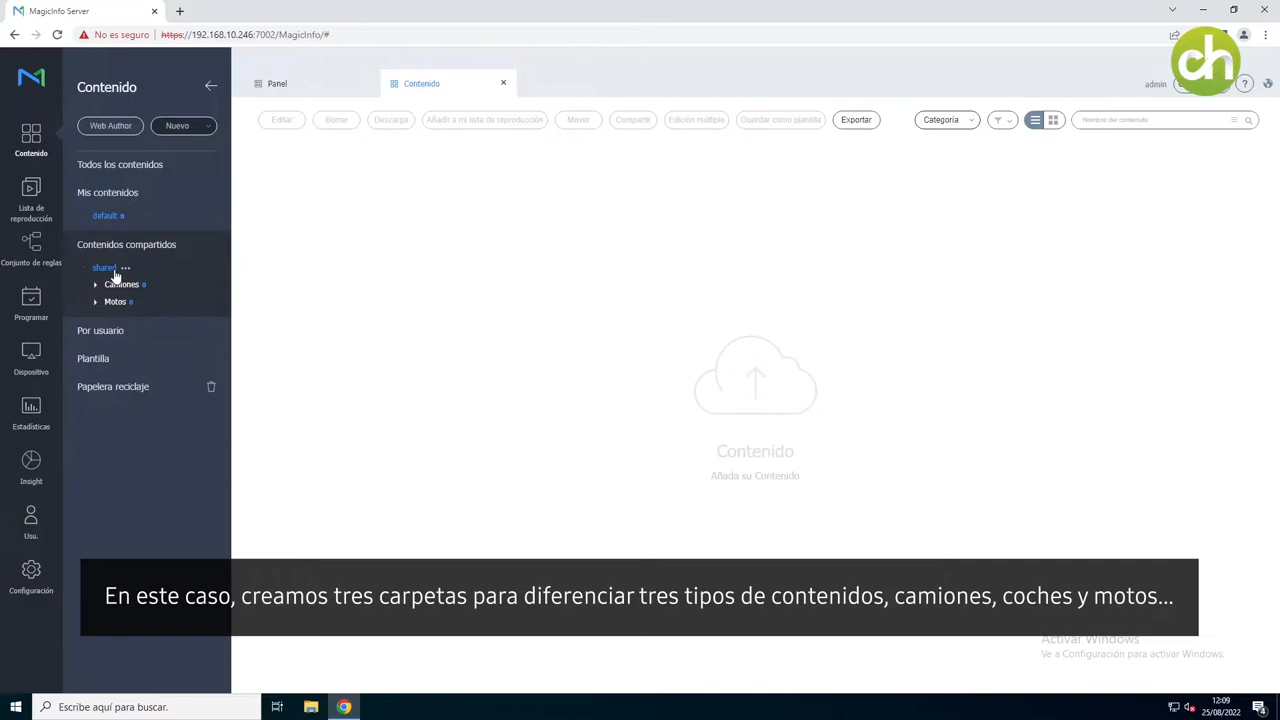 MagicInfo Server
No es seguro https://192.168.10.246:7002/MagicInfo/#
dh
Contenido
Lista de
reproducción
Conjunto de reglas
Programar
Dispositivo
Estadísticas
Insight
Usu.
Configuración
Contenido
Web Author
Nuevo
Todos los contenidos
Mis contenidos
default 0
Contenidos compartidos
shared
Camiones 0
Motos 0
Por usuario
Plantilla
Papelera reciclaje
Panel
Contenido
admin
Editar
Borrar
Descarga
Añadir a mi lista de reproducción
Mover
Compartir
Edición múltiple
Guardar como plantilla
Exportar
Categoría
Nombre del contenido
Contenido
Añada su Contenido
En este caso, creamos tres carpetas para diferenciar tres tipos de contenidos, camiones, coches y motos...
Activar Windows
Ve a Configuración para activar Windows.
Escribe aquí para buscar.
12:09
25/08/2022
4